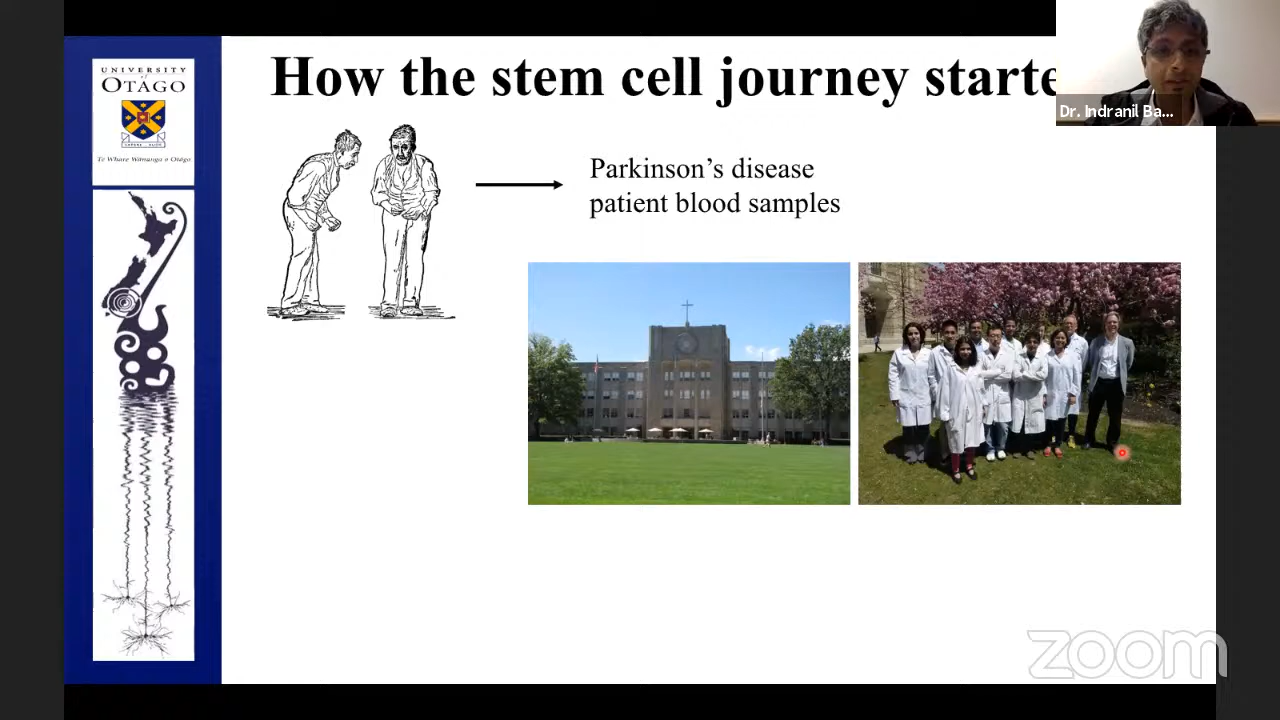 UNIVERSITY
of
OTAGO
Te Whare Wānanga o Otāgo
How the stem cell journey starte
Dr. Indranil Ba...
Parkinson's disease
patient blood samples
zoom